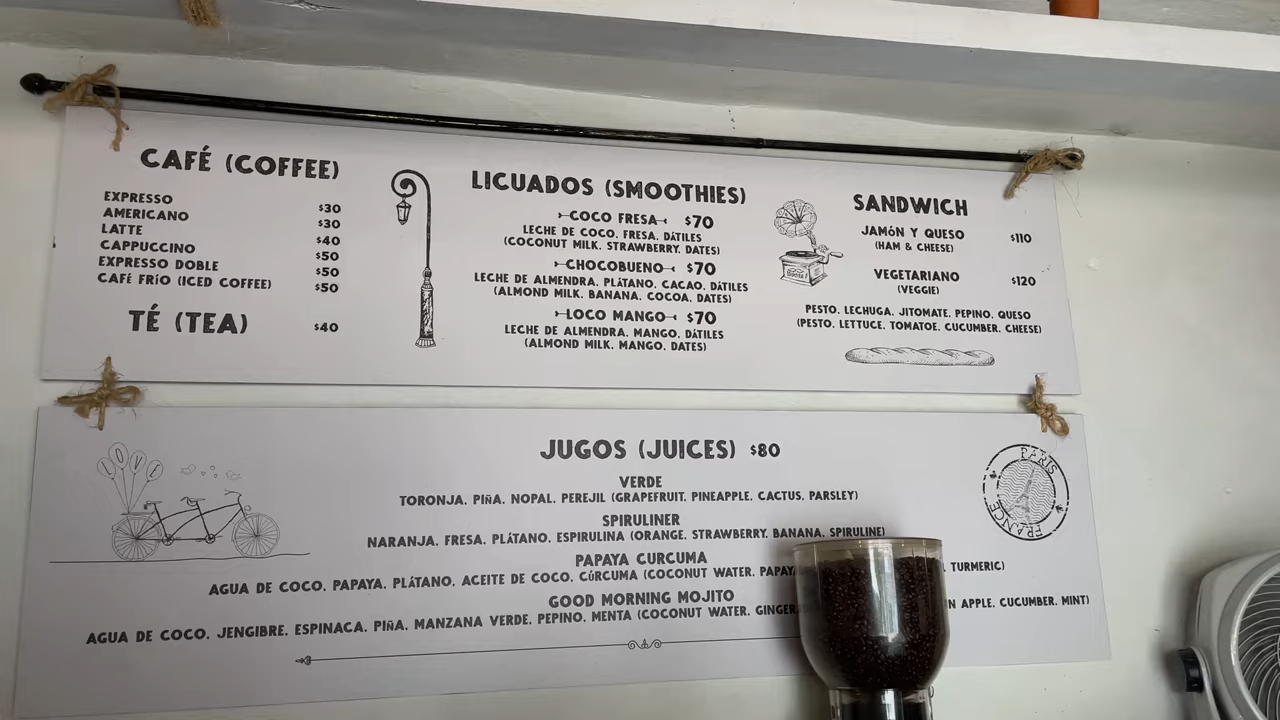 CAFÉ (COFFEE)
EXPRESSO $30
AMERICANO $30
LATTE $40
CAPPUCCINO $50
EXPRESSO DOBLE $50
CAFÉ FRÍO (ICED COFFEE) $50
TÉ (TEA) $40
LICUADOS (SMOOTHIES)
COCO FRESA $70
LECHE DE COCO, FRESA, DÁTILES
(COCONUT MILK, STRAWBERRY, DATES)
CHOCOBUENO $70
LECHE DE ALMENDRA, PLÁTANO, CACAO, DÁTILES
(ALMOND MILK, BANANA, COCOA, DATES)
LOCO MANGO $70
LECHE DE ALMENDRA, MANGO, DÁTILES
(ALMOND MILK, MANGO, DATES)
SANDWICH
JAMÓN Y QUESO $110
(HAM & CHEESE)
VEGETARIANO $120
(VEGGIE)
PESTO, LECHUGA, JITOMATE, PEPINO, QUESO
(PESTO, LETTUCE, TOMATOE, CUCUMBER, CHEESE)
LOVE
JUGOS (JUICES) $80
VERDE
TORONJA, PIÑA, NOPAL, PEREJIL (GRAPEFRUIT, PINEAPPLE, CACTUS, PARSLEY)
SPIRULINER
NARANJA, FRESA, PLÁTANO, ESPIRULINA (ORANGE, STRAWBERRY, BANANA, SPIRULINE)
PAPAYA CURCUMA
AGUA DE COCO, PAPAYA, PLÁTANO, ACEITE DE COCO, CÚRCUMA (COCONUT WATER, TURMERIC)
GOOD MORNING MOJITO
AGUA DE COCO, JENGIBRE, ESPINACA, PIÑA, MANZANA VERDE, PEPINO, MENTA (COCONUT WATER, GINGER APPLE, CUCUMBER, MINT)
PARIS
FRANCE